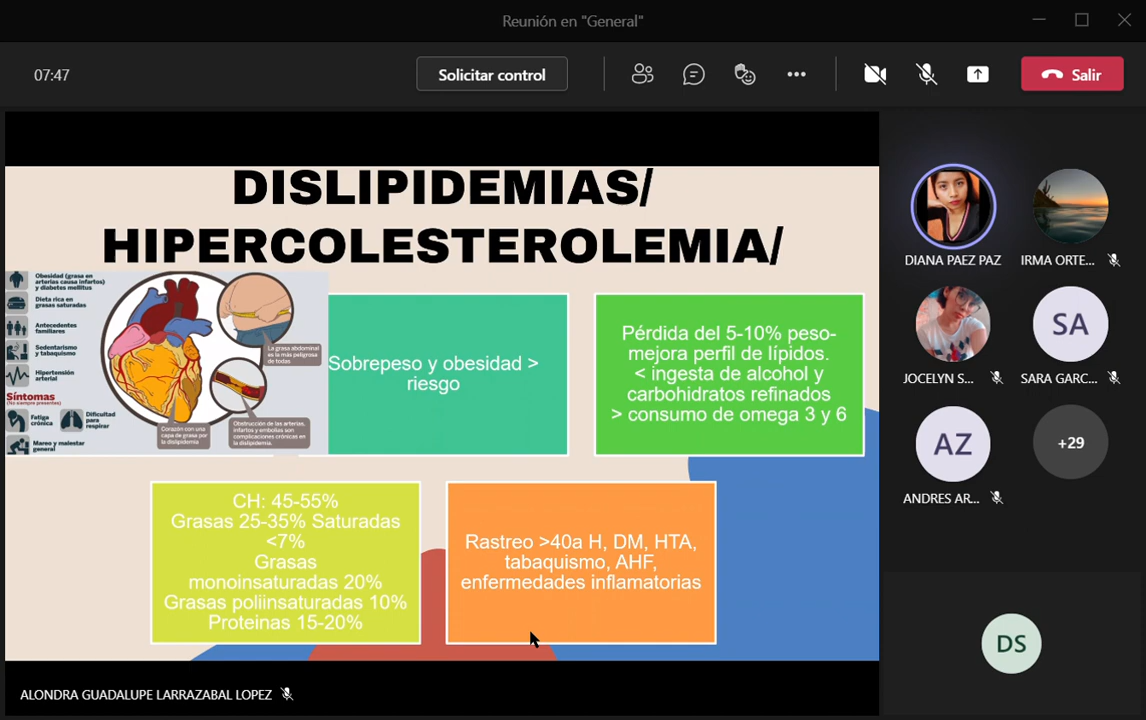 Reunión en "General"
07:47
Solicitar control
Salir
DISLIPIDEMIAS/
HIPERCOLESTEROLEMIA/
Obesidad (grasa en
arterias causa infartos)
y diabetes mellitus
Dieta rica en
grasas saturadas
Antecedentes
familiares
Sedentarismo
y tabaquismo
Hipertensión
arterial
Síntomas
(No siempre presentes)
Fatiga
crónica
Dificultad
para
respirar
Mareo y malestar
general
La grasa abdominal
es la más peligrosa
de todas
Corazón con una
capa de grasa por
la dislipidemia
Obstrucción de las arterias,
infartos y embolias son
complicaciones crónicas en
la dislipidemia.
Sobrepeso y obesidad >
riesgo
Pérdida del 5-10% peso-
mejora perfil de lípidos.
< ingesta de alcohol y
carbohidratos refinados
> consumo de omega 3 y 6
CH: 45-55%
Grasas 25-35% Saturadas
<7%
Grasas
monoinsaturadas 20%
Grasas poliinsaturadas 10%
Proteinas 15-20%
Rastreo >40a H, DM, HTA,
tabaquismo, AHF,
enfermedades inflamatorias
ALONDRA GUADALUPE LARRAZABAL LOPEZ
DIANA PAEZ PAZ
IRMA ORTE...
JOCELYN S...
SA
SARA GARC...
AZ
ANDRES AR...
+29
DS